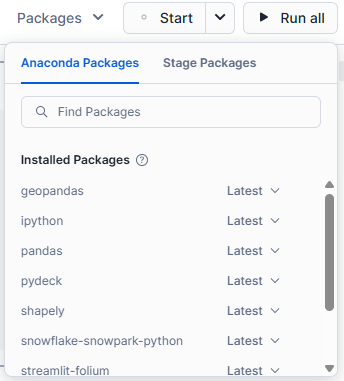 Packages Start Run all
Anaconda Packages Stage Packages
Find Packages
Installed Packages ?
geopandas Latest
ipython Latest
pandas Latest
pydeck Latest
shapely Latest
snowflake-snowpark-python Latest
streamlit-folium Latest